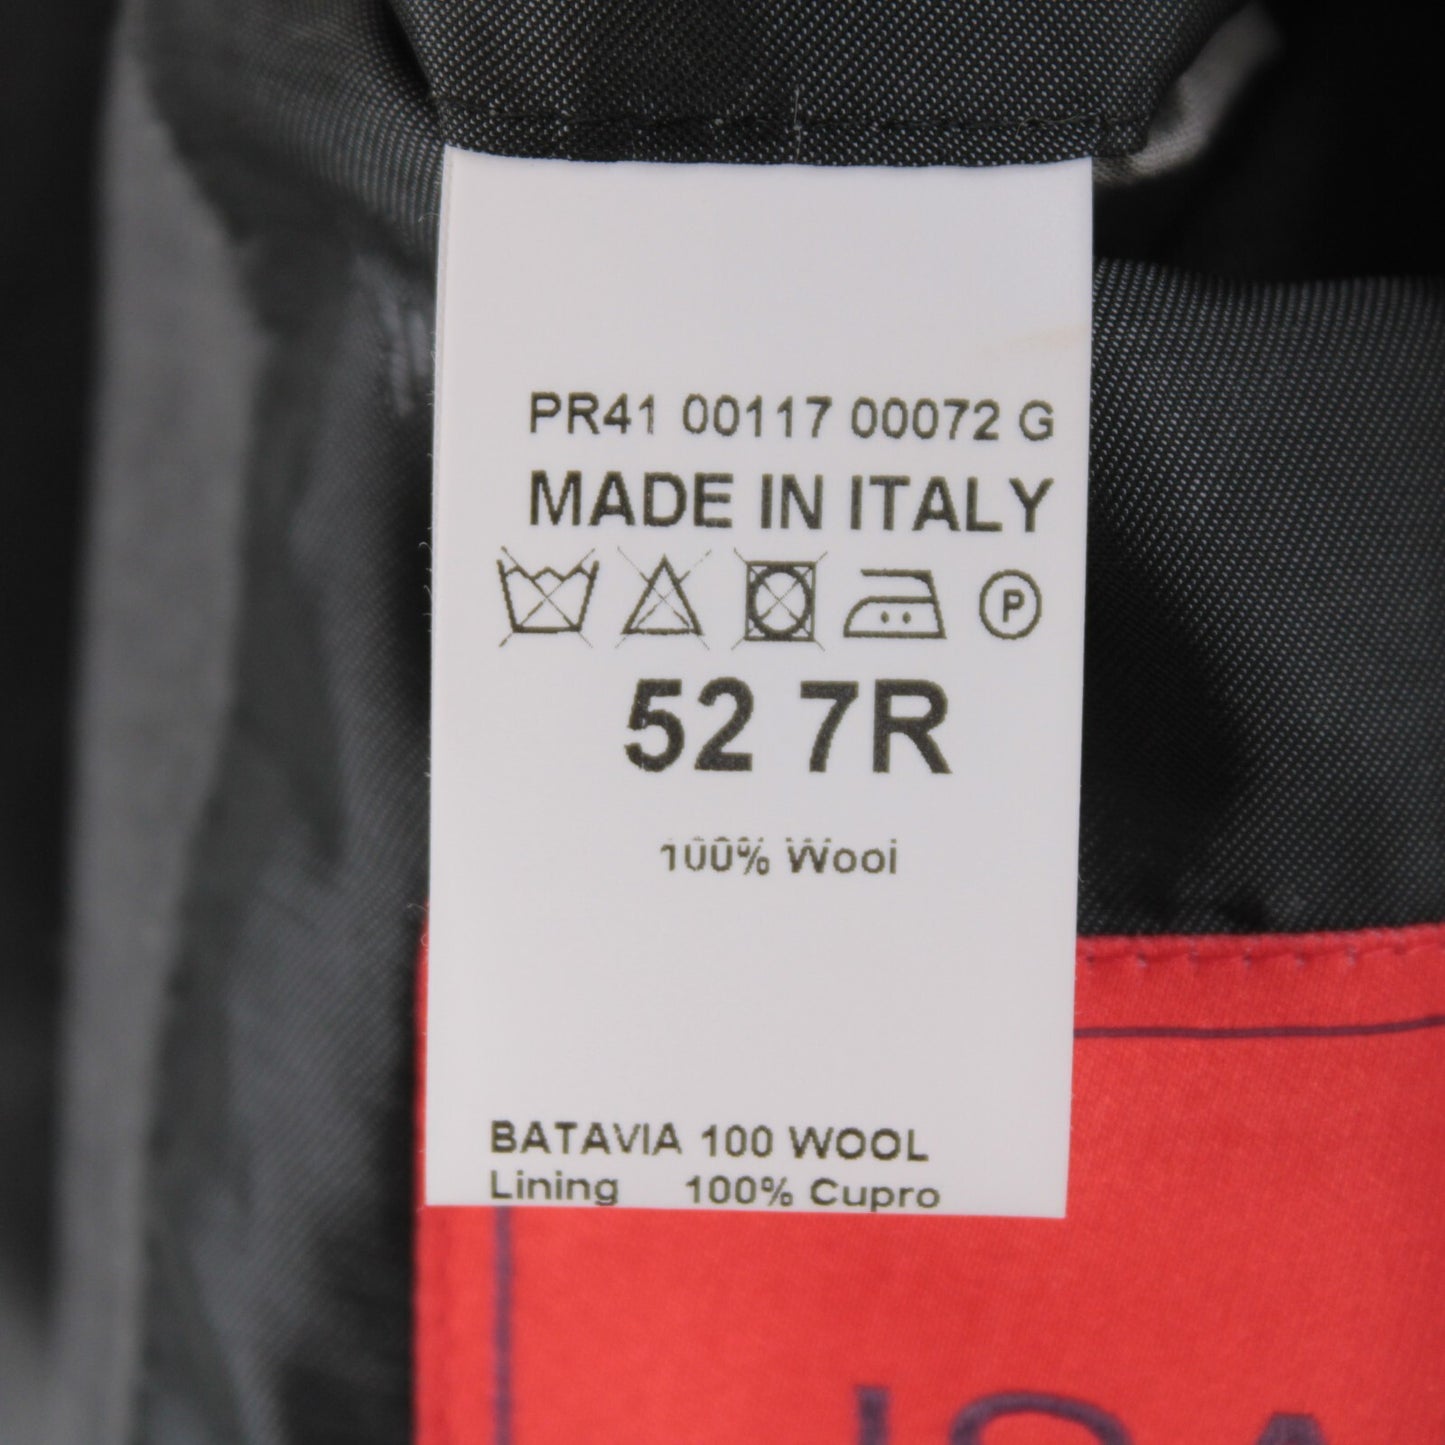 PR41 00117 00072 G
MADE IN ITALY
P
52 7R
100% Wool
BATAVIA 100 WOOL
Lining 100% Cupro